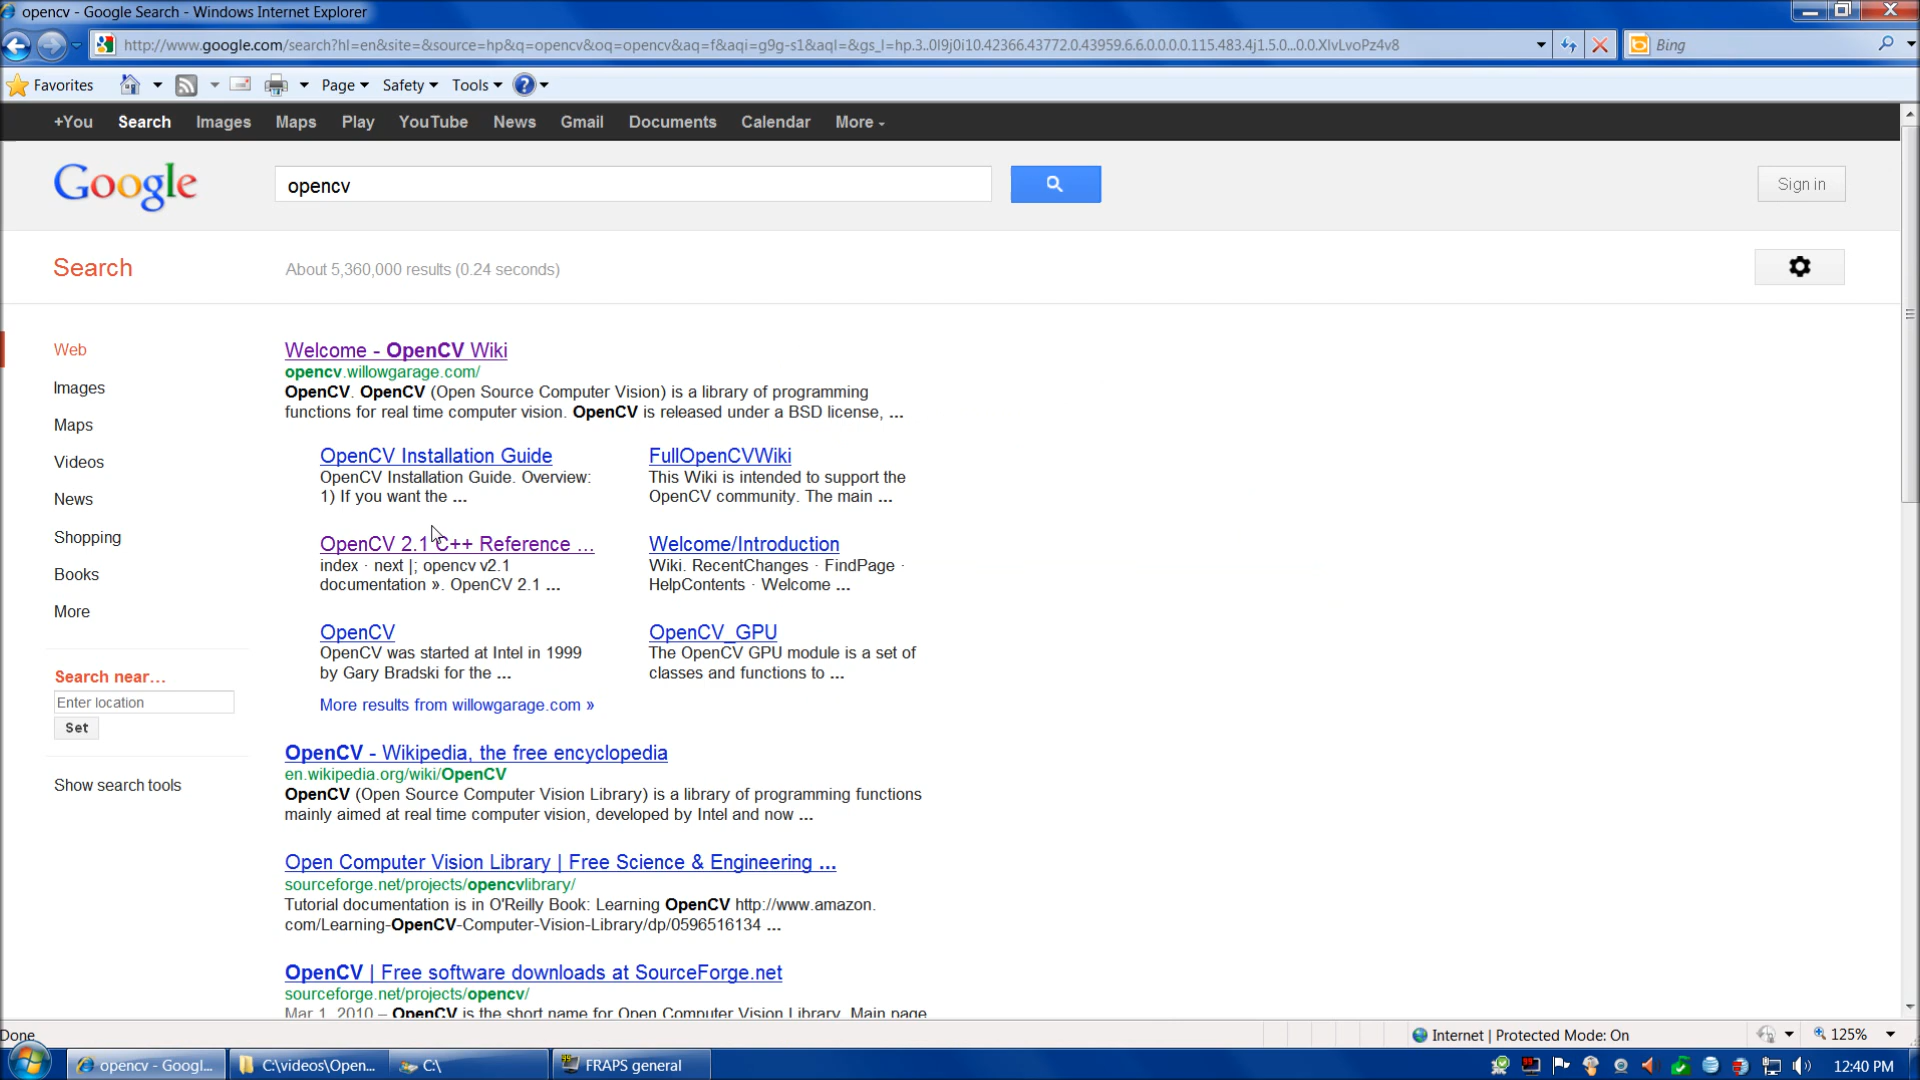 opencv - Google Search - Windows Internet Explorer
http://www.google.com/search?hl=en&site=&source=hp&q=opencv&oq=opencv&aq=f&aqi=g9g-s1&aql=&gs_l=hp.3..0l9j0i10.42366.43772.0.43959.6.6.0.0.0.0.115.483.4j1.5.0...0.0.XlvLvoPz4v8
Bing
Favorites Page Safety Tools
+You Search Images Maps Play YouTube News Gmail Documents Calendar More
Google opencv Sign in
Search About 5,360,000 results (0.24 seconds)
Web
Images
Maps
Videos
News
Shopping
Books
More
Search near...
Enter location
Set
Show search tools
Welcome - OpenCV Wiki
opencv.willowgarage.com/
OpenCV. OpenCV (Open Source Computer Vision) is a library of programming
functions for real time computer vision. OpenCV is released under a BSD license, ...
OpenCV Installation Guide
OpenCV Installation Guide. Overview:
1) If you want the ...
FullOpenCVWiki
This Wiki is intended to support the
OpenCV community. The main ...
OpenCV 2.1 C++ Reference ...
index · next |; opencv v2.1
documentation ». OpenCV 2.1 ...
Welcome/Introduction
Wiki. RecentChanges · FindPage ·
HelpContents · Welcome ...
OpenCV
OpenCV was started at Intel in 1999
by Gary Bradski for the ...
OpenCV_GPU
The OpenCV GPU module is a set of
classes and functions to ...
More results from willowgarage.com »
OpenCV - Wikipedia, the free encyclopedia
en.wikipedia.org/wiki/OpenCV
OpenCV (Open Source Computer Vision Library) is a library of programming functions
mainly aimed at real time computer vision, developed by Intel and now ...
Open Computer Vision Library | Free Science & Engineering ...
sourceforge.net/projects/opencvlibrary/
Tutorial documentation is in O'Reilly Book: Learning OpenCV http://www.amazon.
com/Learning-OpenCV-Computer-Vision-Library/dp/0596516134 ...
OpenCV | Free software downloads at SourceForge.net
sourceforge.net/projects/opencv/
Mar 1, 2010 – OpenCV is the short name for Open Computer Vision Library. Main page
Done Internet | Protected Mode: On 125%
opencv - Googl... C:\videos\Open... C:\ FRAPS general 12:40 PM